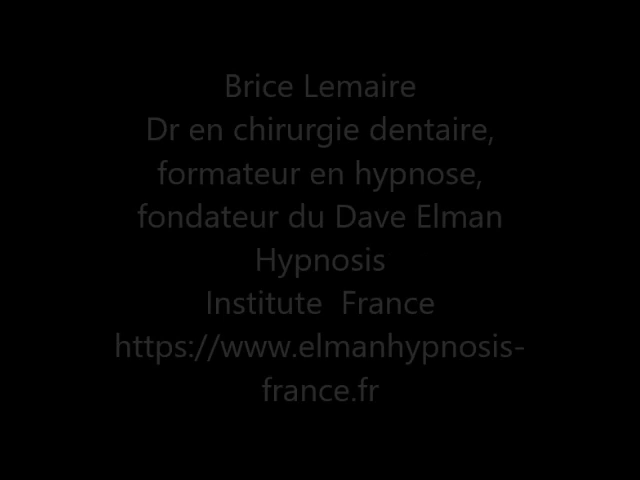 Brice Lemaire
Dr en chirurgie dentaire,
formateur en hypnose,
fondateur du Dave Elman
Hypnosis
Institute  France
https://www.elmanhypnosis-
france.fr